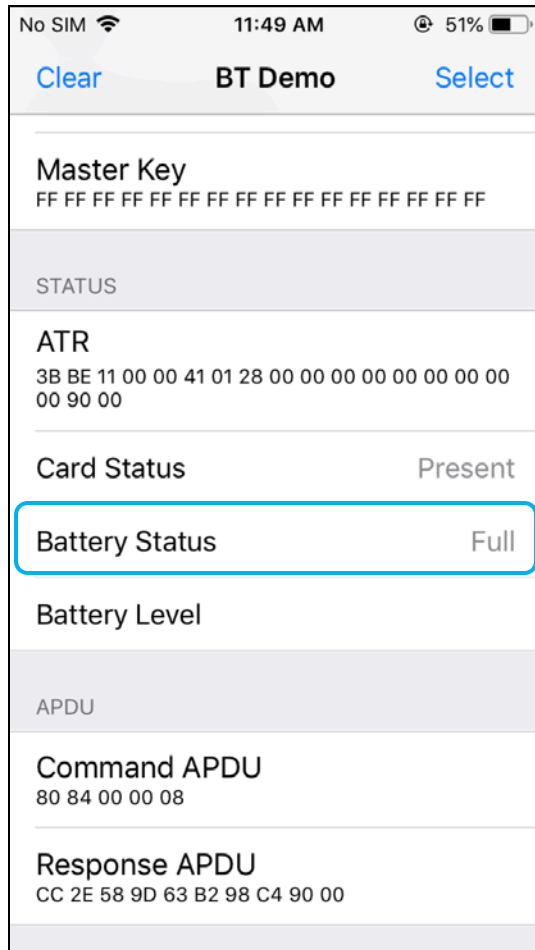 No SIM 11:49 AM 51%
Clear BT Demo Select
Master Key
FF FF FF FF FF FF FF FF FF FF FF FF FF FF FF FF
STATUS
ATR
3B BE 11 00 00 41 01 28 00 00 00 00 00 00 00 00
00 90 00
Card Status Present
Battery Status Full
Battery Level
APDU
Command APDU
80 84 00 00 08
Response APDU
CC 2E 58 9D 63 B2 98 C4 90 00